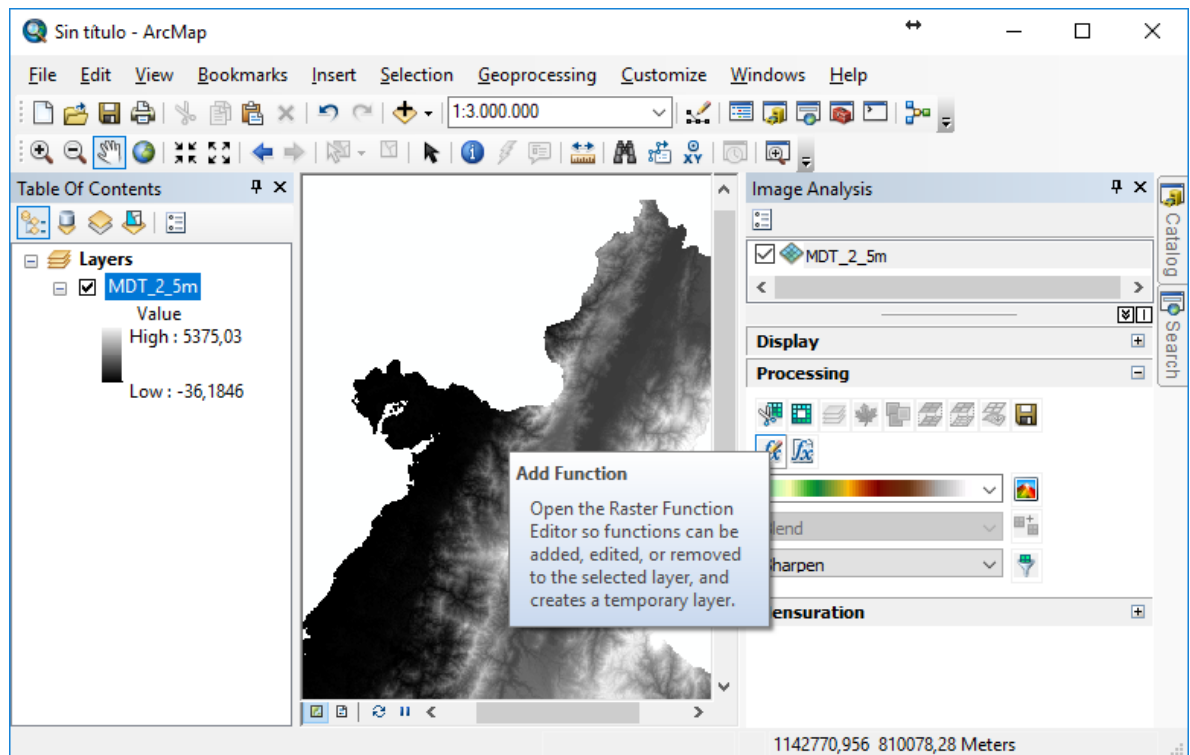 Sin título - ArcMap
File Edit View Bookmarks Insert Selection Geoprocessing Customize Windows Help
1:3.000.000
Table Of Contents
Layers
MDT_2_5m
Value
High : 5375,03
Low : -36,1846
Image Analysis
MDT_2_5m
Display
Processing
Add Function
Open the Raster Function
Editor so functions can be
added, edited, or removed
to the selected layer, and
creates a temporary layer.
lend
harpen
ensuration
Catalog
Search
1142770,956 810078,28 Meters